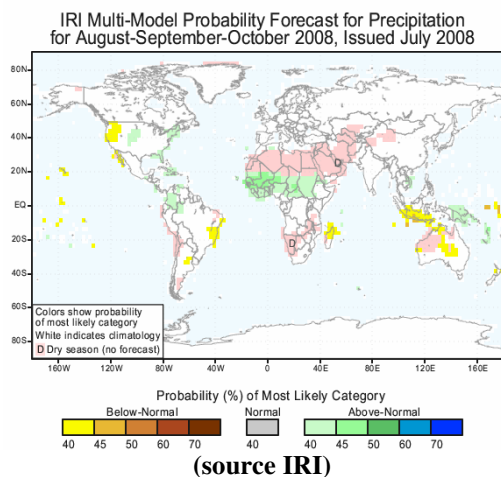 IRI Multi-Model Probability Forecast for Precipitation
for August-September-October 2008, Issued July 2008
80N
60N
40N
20N
EQ
20S
40S
60S
80S
D
D
Colors show probability
of most likely category
White indicates climatology
D Dry season (no forecast)
160W 120W 80W 40W 0 40E 80E 120E 160E
Probability (%) of Most Likely Category
Below-Normal Normal Above-Normal
40 45 50 60 70 40 40 45 50 60 70
(source IRI)